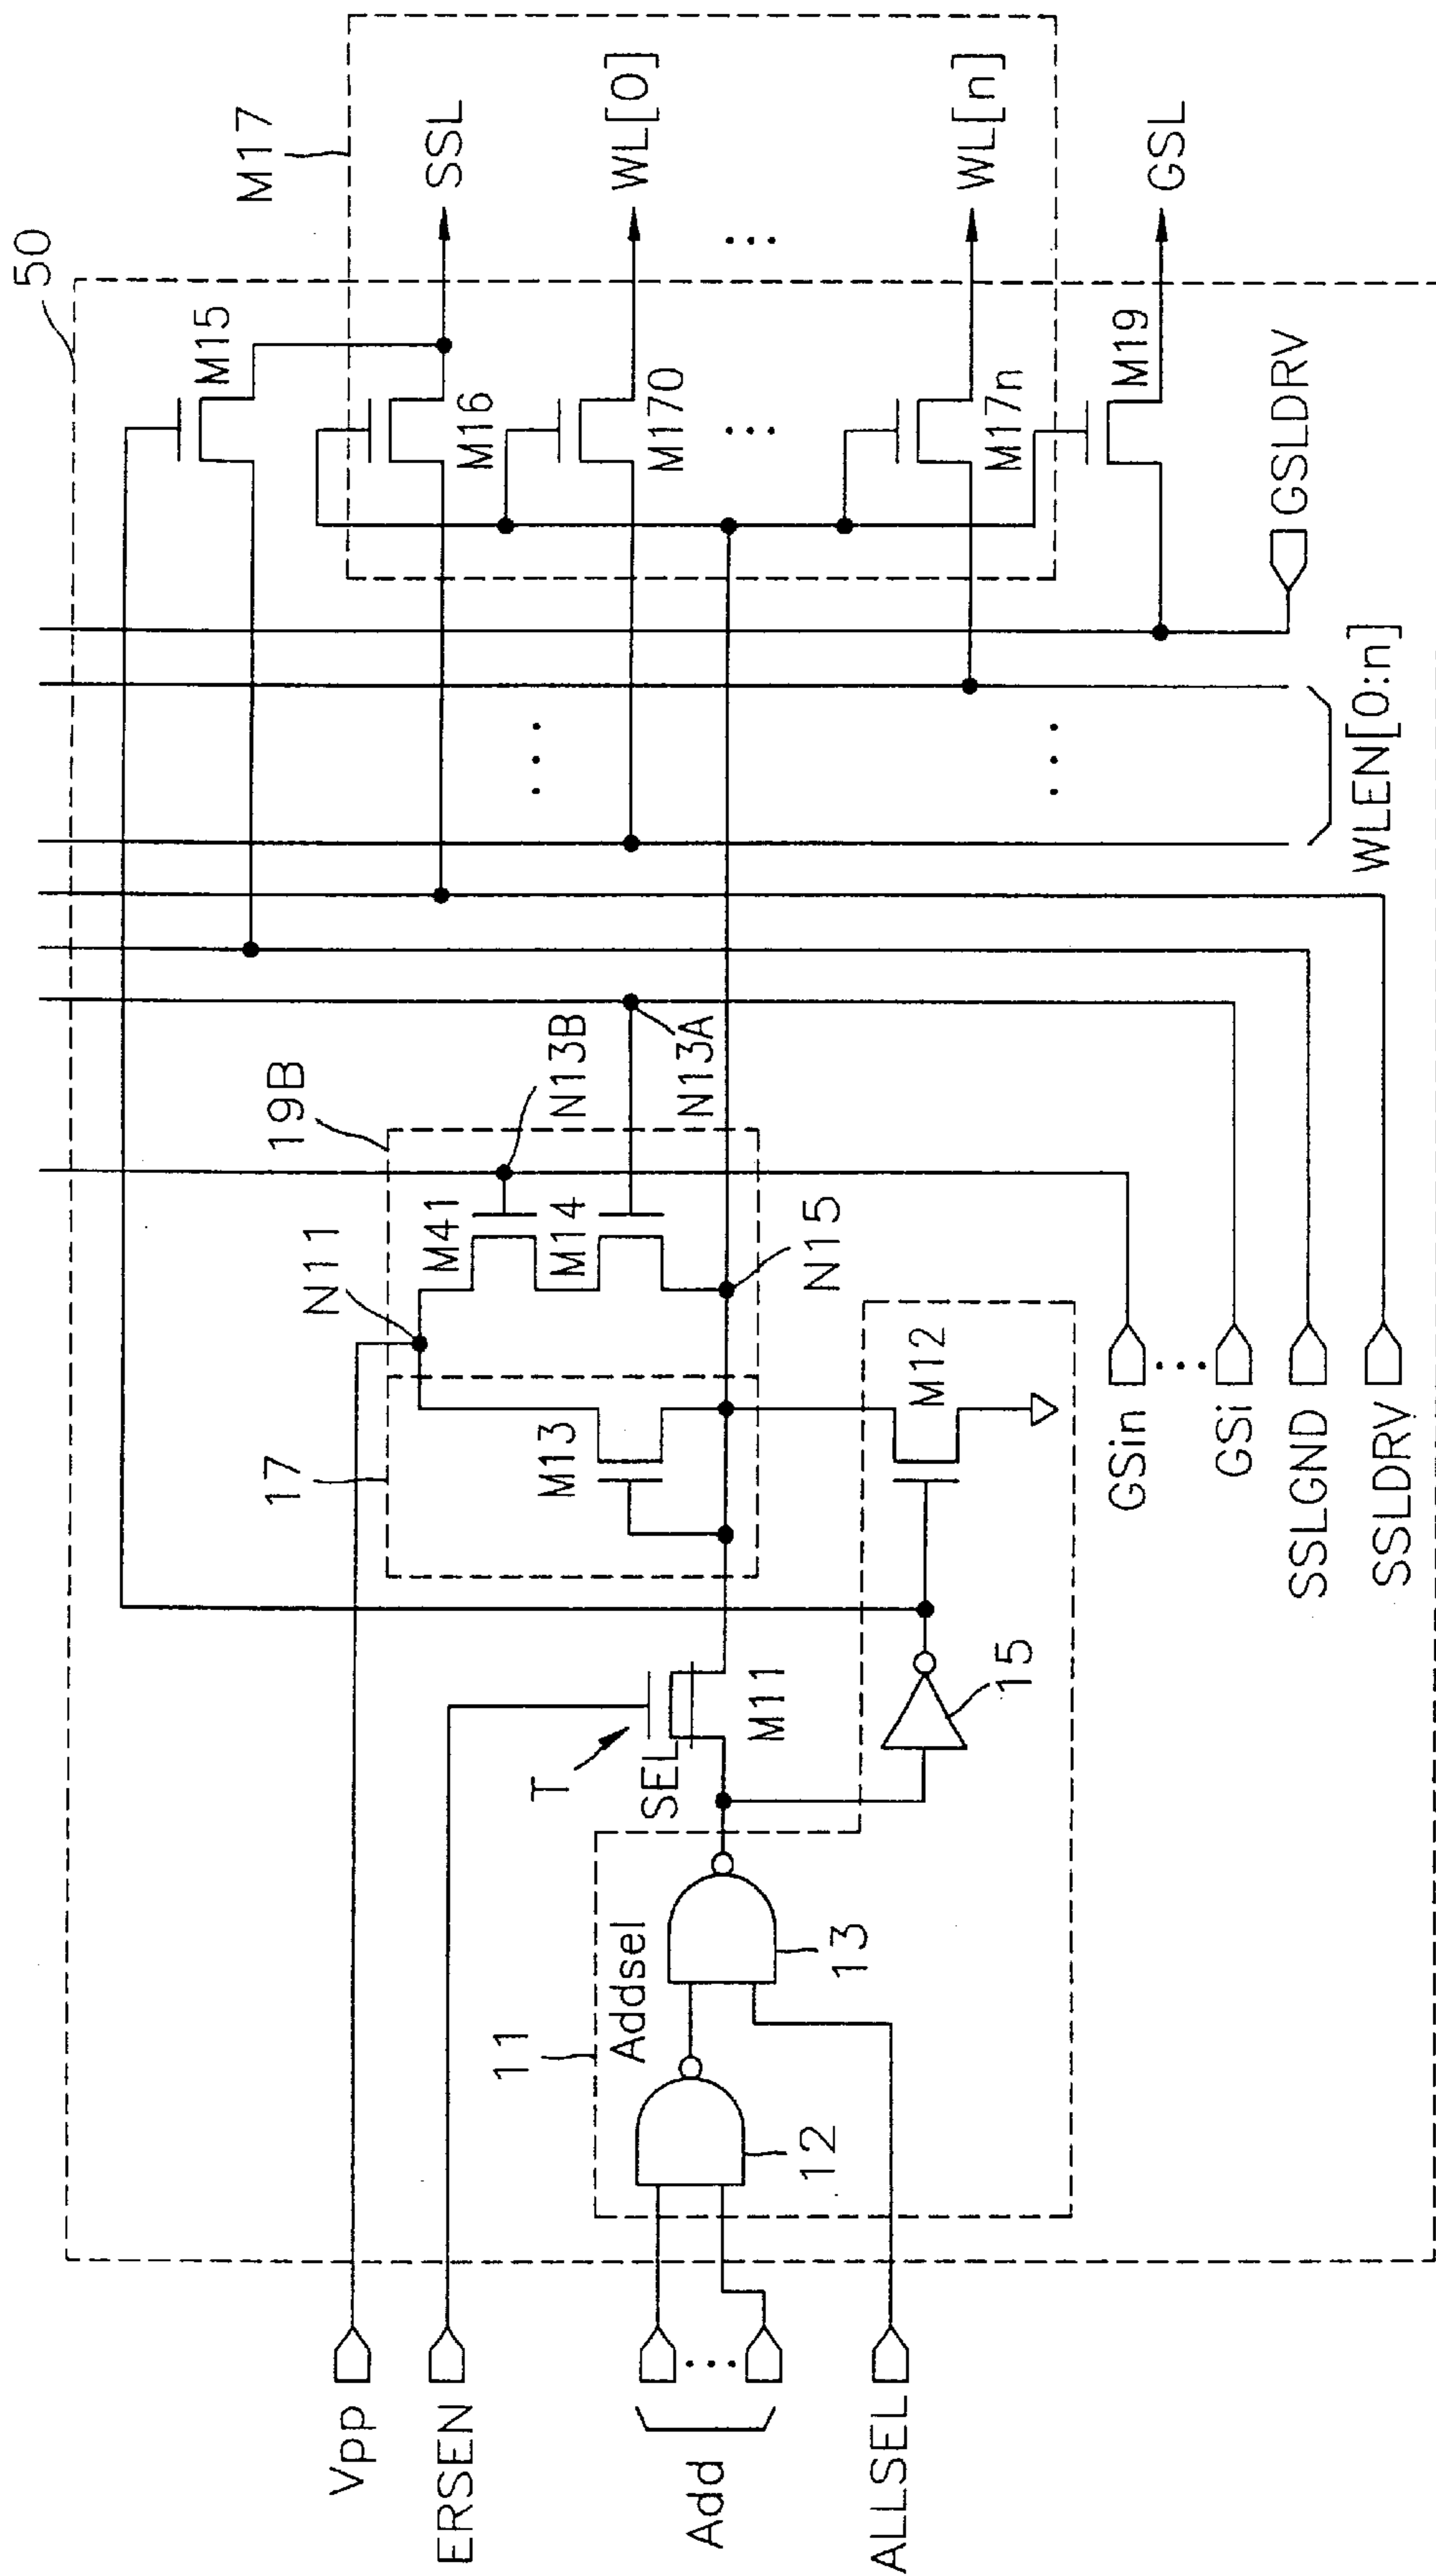 50
M17
M15
SSL
M16
WL[0]
M170
...
...
WL[n]
M17n
M19
GSL
GSLDRV
...
...
WLEN[0:n]
19B
N13B
N13A
N11
M41
M14
N15
17
M13
M12
GSin
...
GSi
SSLGND
SSLDRV
T
SEL
M11
15
11
Addsel
13
12
Vpp
ERSEN
...
Add
ALLSEL